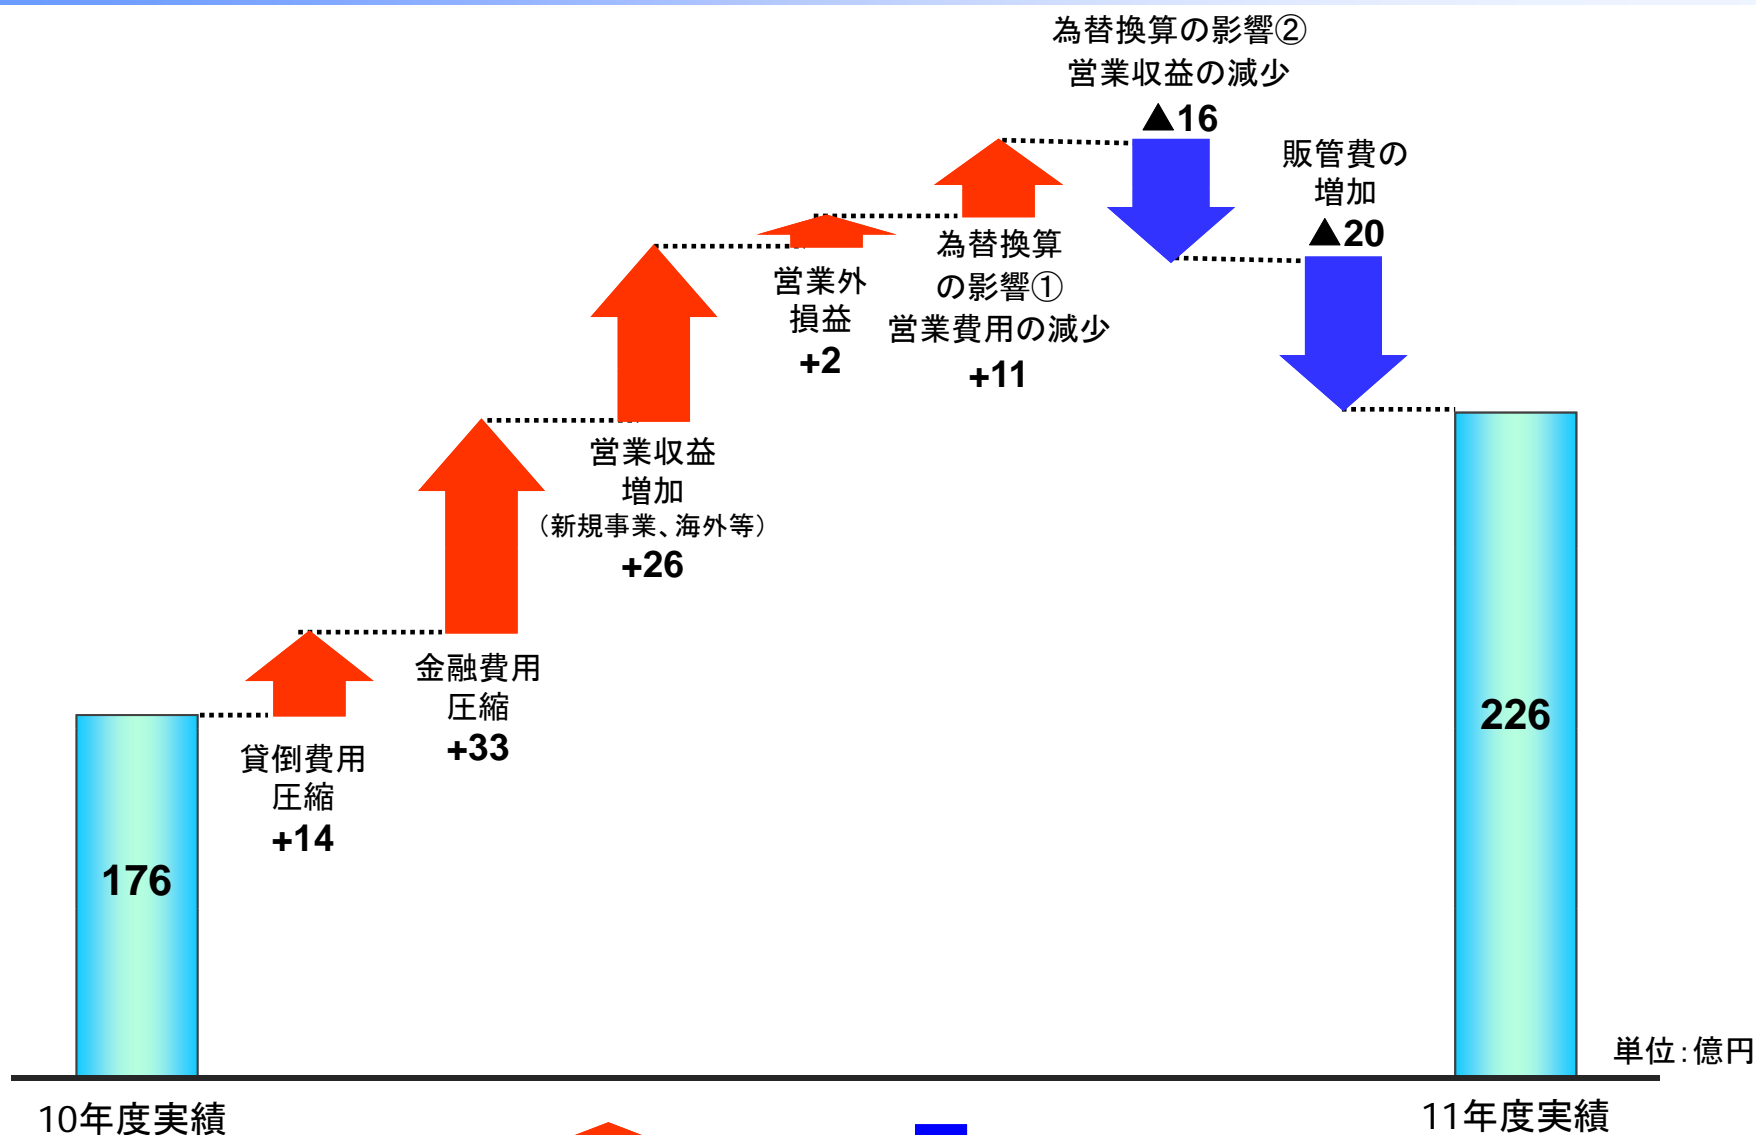 為替換算の影響②
営業収益の減少
▲16
販管費の
増加
▲20
為替換算
の影響①
営業費用の減少
+11
営業外
損益
+2
営業収益
増加
（新規事業、海外等）
+26
金融費用
圧縮
+33
貸倒費用
圧縮
+14
176
226
単位：億円
10年度実績
11年度実績